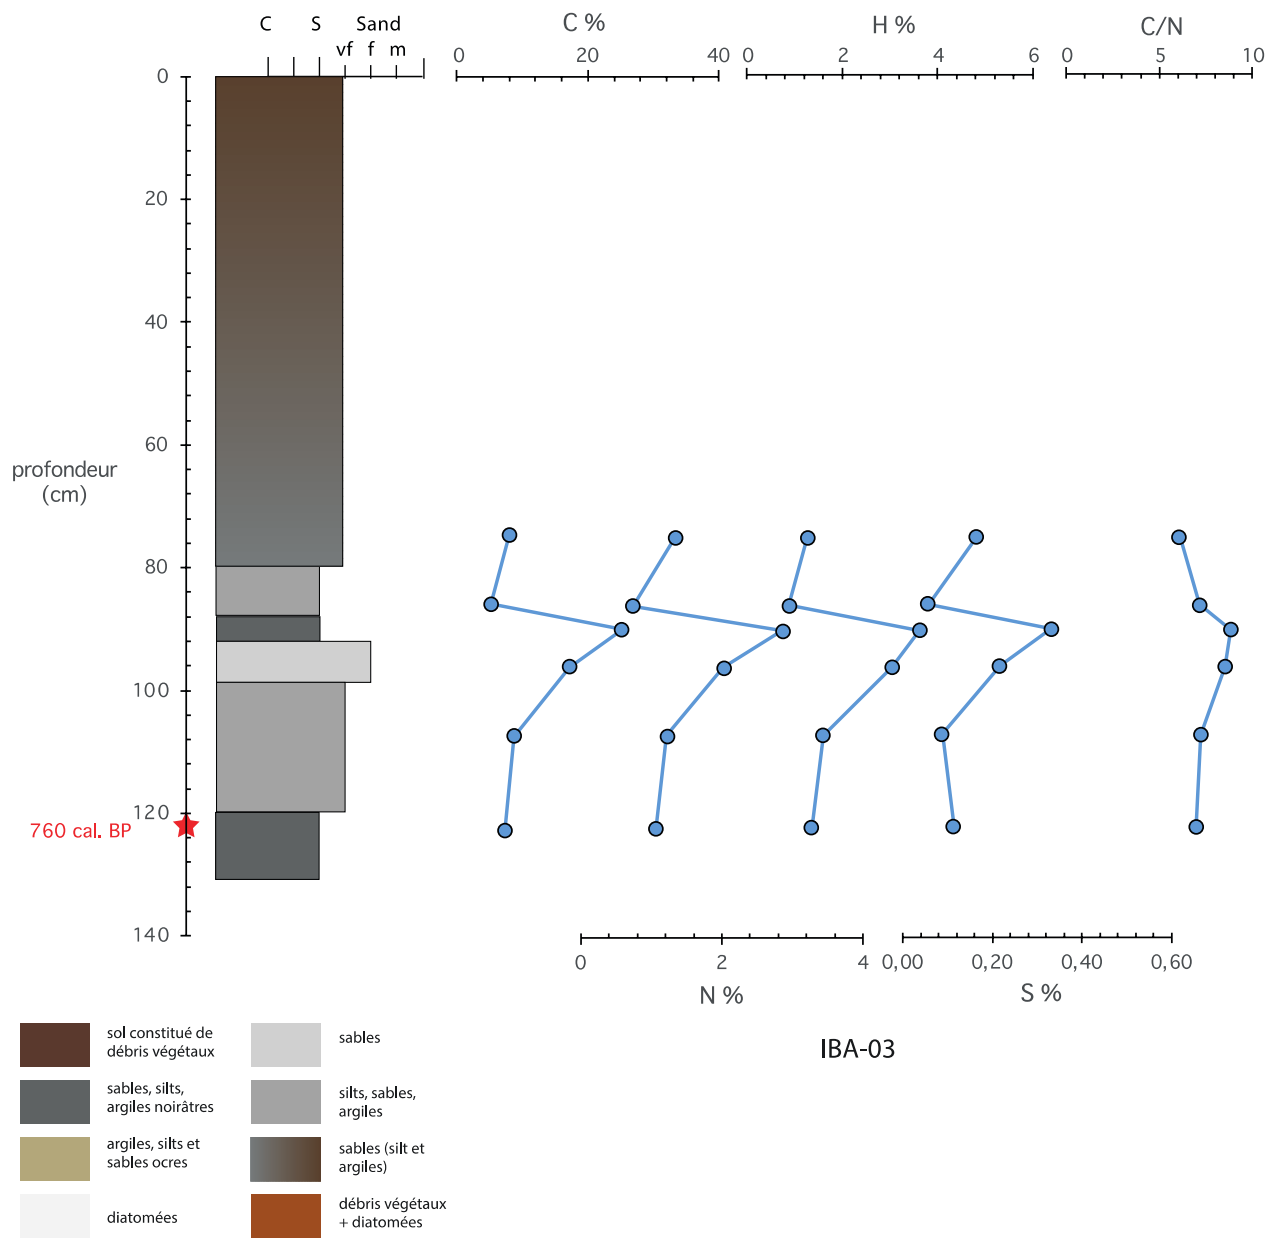 C S Sand
vf f m
C %
H %
C/N
0 20 40
0 2 4 6
0 5 10
0
20
40
60
80
100
120
140
profondeur
(cm)
760 cal. BP
0 2 4
N %
0,00 0,20 0,40 0,60
S %
IBA-03
sol constitué de
débris végétaux
sables, silts,
argiles noirâtres
argiles, silts et
sables ocres
diatomées
sables
silts, sables,
argiles
sables (silt et
argiles)
débris végétaux
+ diatomées